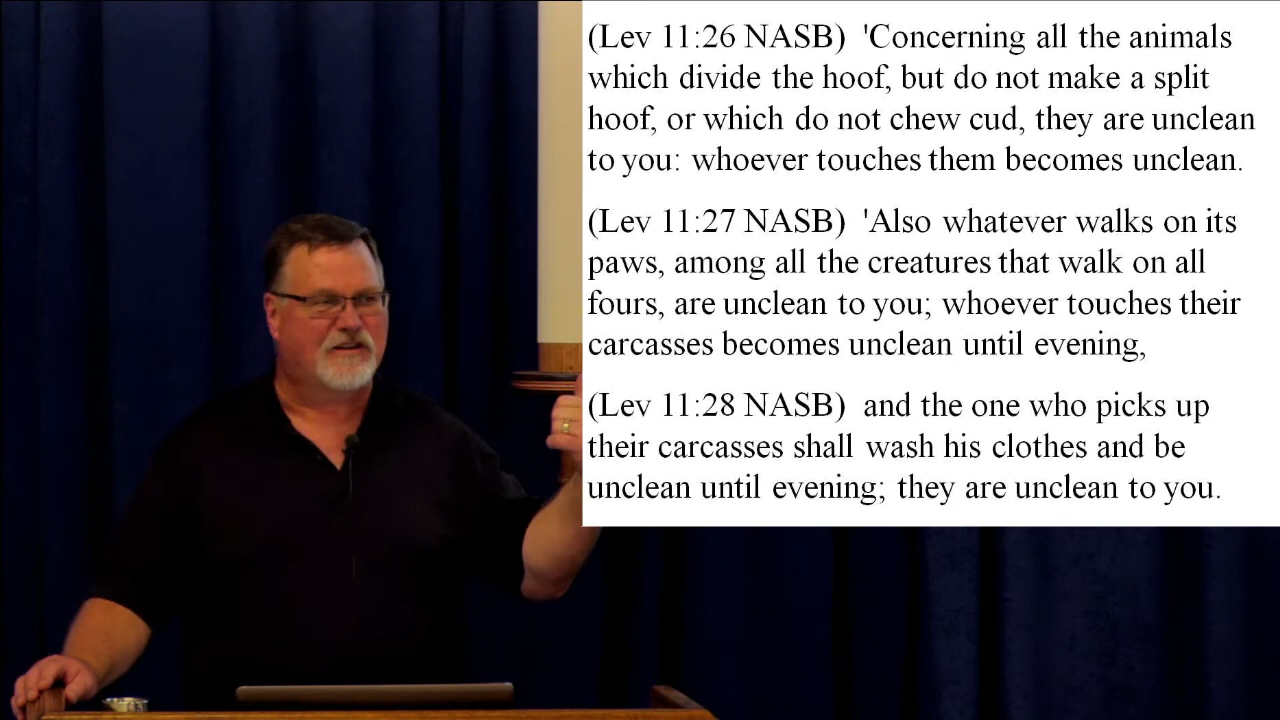 (Lev 11:26 NASB) 'Concerning all the animals
which divide the hoof, but do not make a split
hoof, or which do not chew cud, they are unclean
to you: whoever touches them becomes unclean.
(Lev 11:27 NASB) 'Also whatever walks on its
paws, among all the creatures that walk on all
fours, are unclean to you; whoever touches their
carcasses becomes unclean until evening,
(Lev 11:28 NASB) and the one who picks up
their carcasses shall wash his clothes and be
unclean until evening; they are unclean to you.